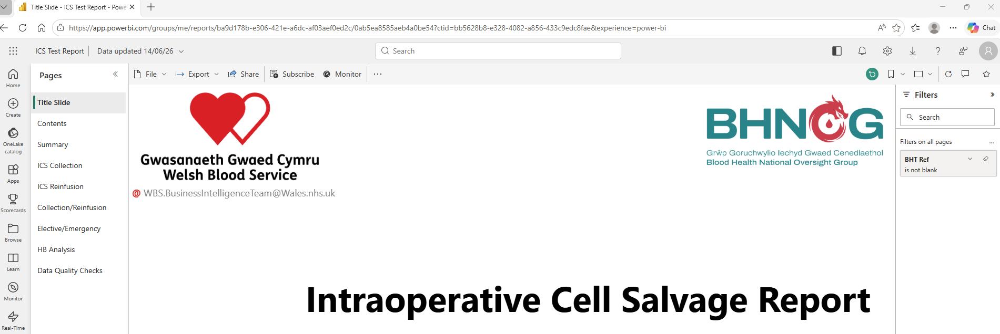 Title Slide - ICS Test Report - Powe
https://app.powerbi.com/groups/me/reports/ba9d178b-e306-421e-a6dc-af03aef0ed2c/0ab5ea8585aeb4a0be54?ctid=bb5628b8-e328-4082-a856-433c9edc8fae&experience=power-bi
Chat
ICS Test Report
Data updated 14/06/26
Search
Home
Create
OneLake
catalog
Apps
Scorecards
Browse
Learn
Monitor
Real-Time
Pages
Title Slide
Contents
Summary
ICS Collection
ICS Reinfusion
Collection/Reinfusion
Elective/Emergency
HB Analysis
Data Quality Checks
File
Export
Share
Subscribe
Monitor
Gwasanaeth Gwaed Cymru
Welsh Blood Service
@ WBS.BusinessIntelligenceTeam@Wales.nhs.uk
BHNOG
Grŵp Goruchwylio Iechyd Gwaed Cenedlaethol
Blood Health National Oversight Group
Intraoperative Cell Salvage Report
Filters
Search
Filters on all pages
...
BHT Ref
is not blank